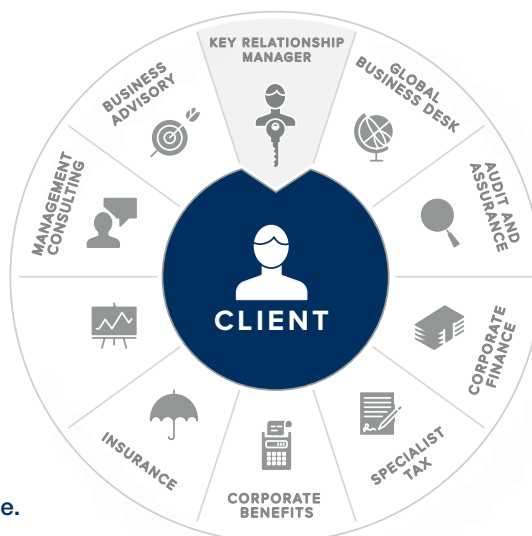 KEY RELATIONSHIP
MANAGER
GLOBAL
BUSINESS DESK
AUDIT AND
ASSURANCE
CORPORATE
FINANCE
SPECIALIST
TAX
CORPORATE
BENEFITS
INSURANCE
MANAGEMENT
CONSULTING
BUSINESS
ADVISORY
CLIENT
e.